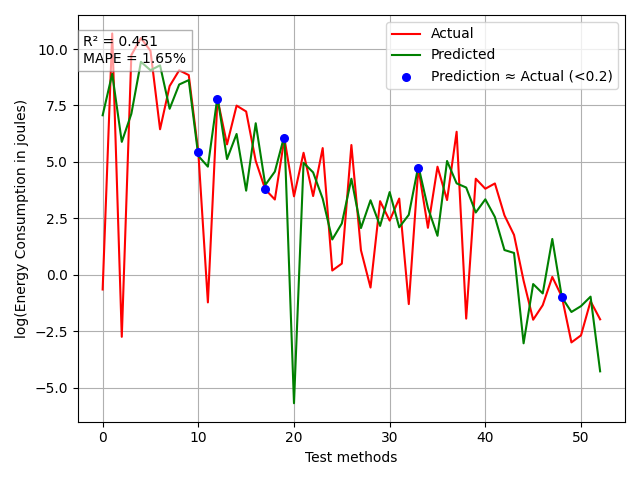 R² = 0.451
MAPE = 1.65%
Actual
Predicted
Prediction ≈ Actual (<0.2)
log(Energy Consumption in joules)
10.0
7.5
5.0
2.5
0.0
−2.5
−5.0
0 10 20 30 40 50
Test methods